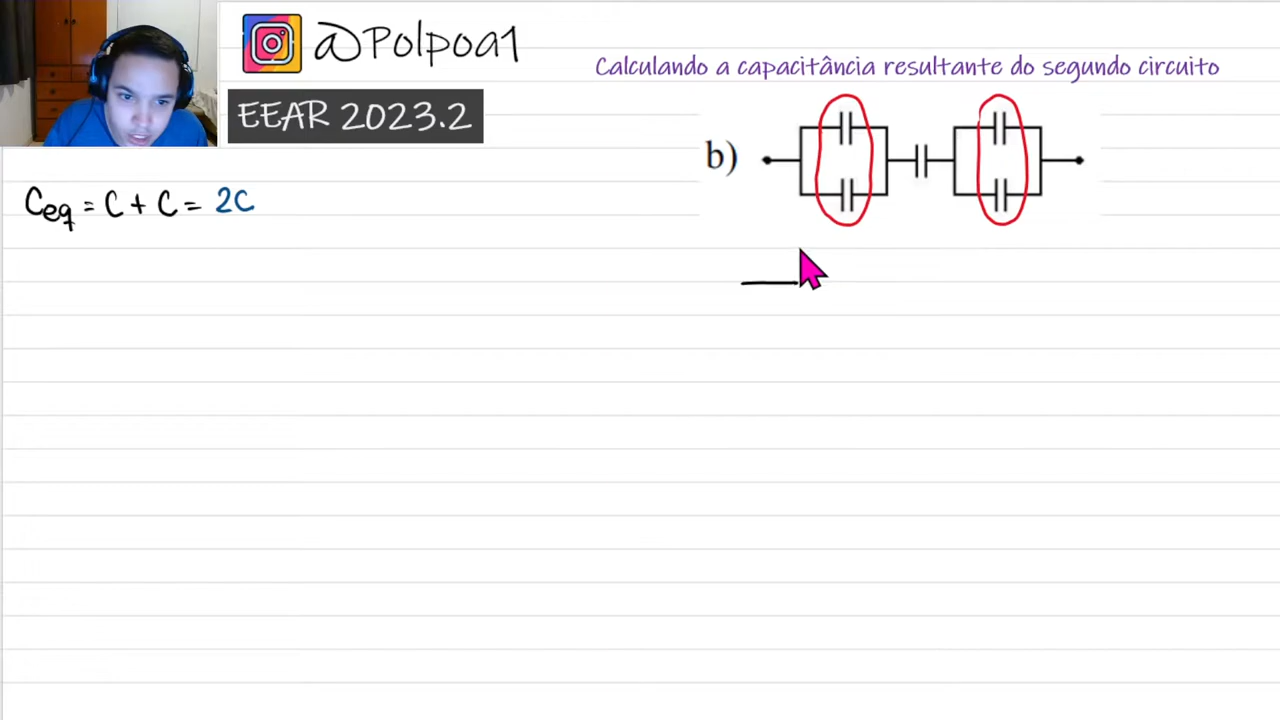 @Polpoa1
Calculando a capacitância resultante do segundo circuito
EEAR 2023.2
b)
Ceq = C + C = 2C